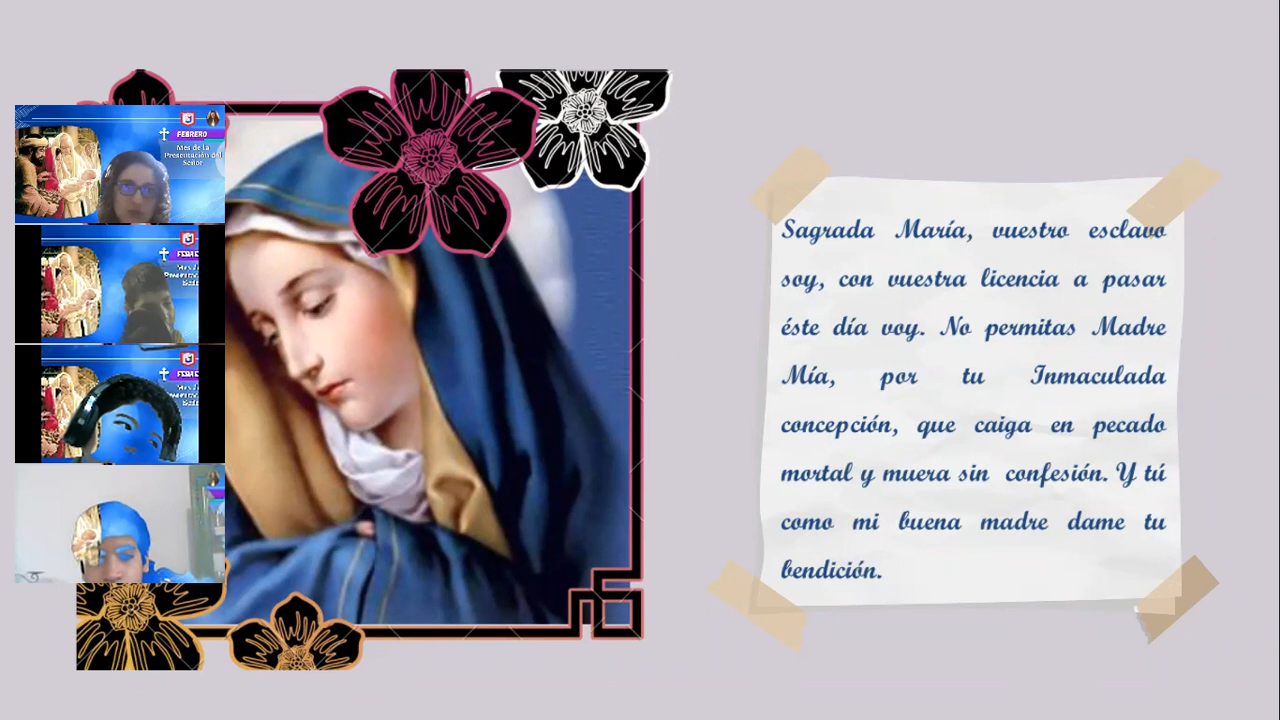 FEBRERO
Mes de la
Presentación del
Señor
Sagrada María, vuestro esclavo
soy, con vuestra licencia a pasar
éste día voy. No permitas Madre
Mía, por tu Inmaculada
concepción, que caiga en pecado
mortal y muera sin confesión. Y tú
como mi buena madre dame tu
bendición.